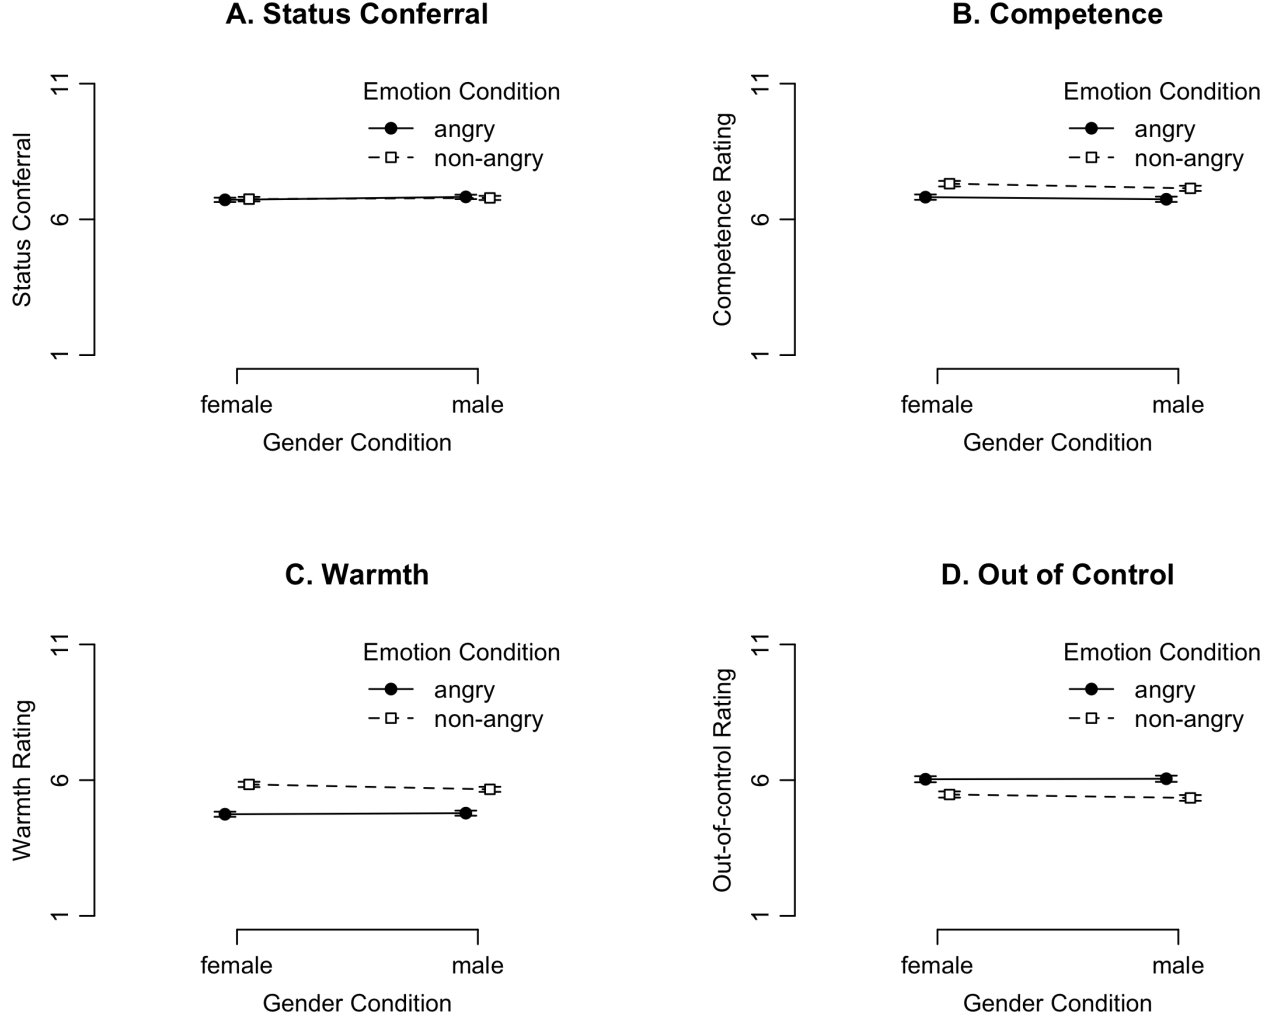 A. Status Conferral
Status Conferral
11
6
1
Emotion Condition
angry
non-angry
female
male
Gender Condition
B. Competence
Competence Rating
11
6
1
Emotion Condition
angry
non-angry
female
male
Gender Condition
C. Warmth
Warmth Rating
11
6
1
Emotion Condition
angry
non-angry
female
male
Gender Condition
D. Out of Control
Out-of-control Rating
11
6
1
Emotion Condition
angry
non-angry
female
male
Gender Condition